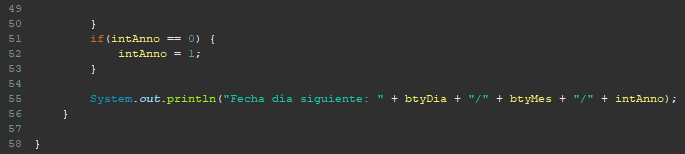 49
50 }
51 if(intAnno == 0) {
52 intAnno = 1;
53 }
54
55 System.out.println("Fecha día siguiente: " + btyDia + "/" + btyMes + "/" + intAnno);
56 }
57
58 }